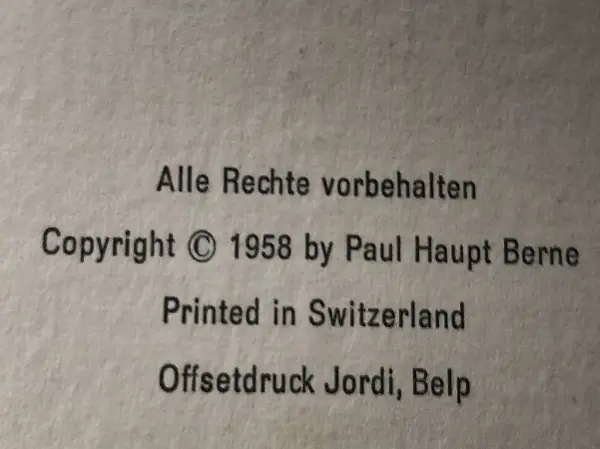 Alle Rechte vorbehalten
Copyright © 1958 by Paul Haupt Berne
Printed in Switzerland
Offsetdruck Jordi, Belp